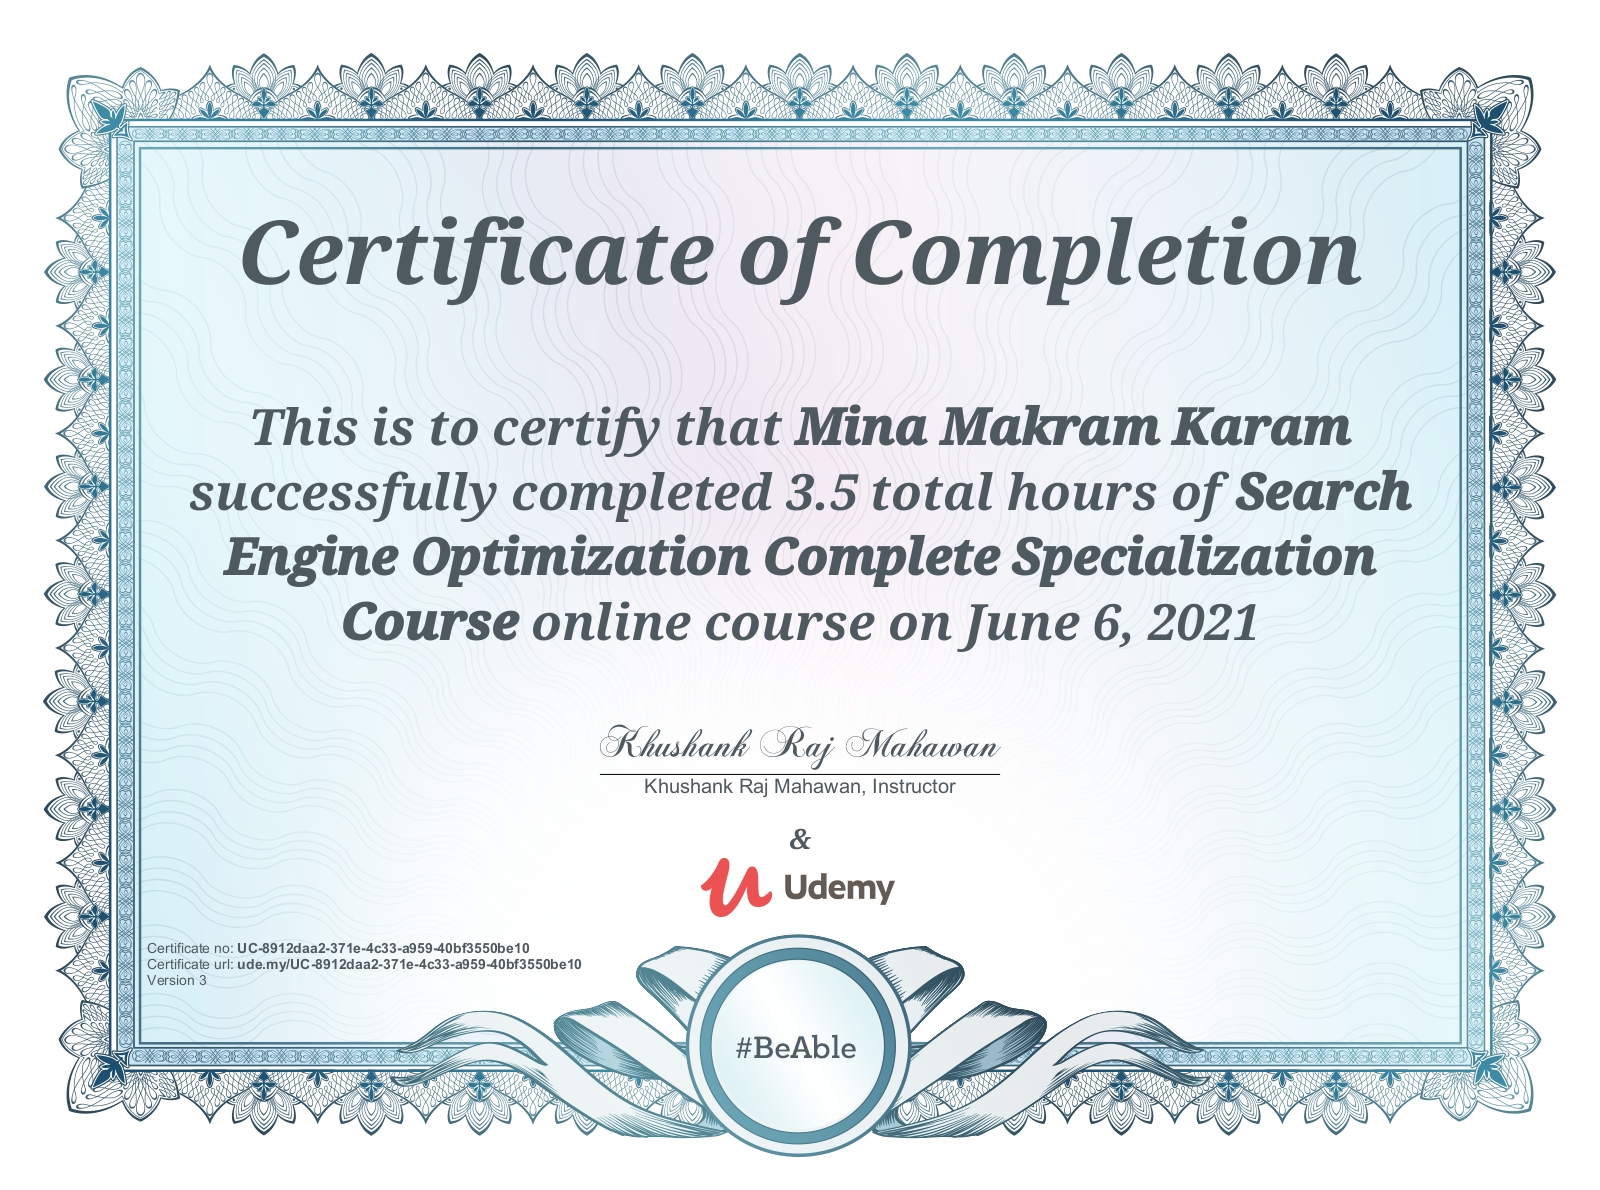 Certificate of Completion
This is to certify that Mina Makram Karam
successfully completed 3.5 total hours of Search
Engine Optimization Complete Specialization
Course online course on June 6, 2021
Khushank Raj Mahawan
Khushank Raj Mahawan, Instructor
&
Udemy
Certificate no: UC-8912daa2-371e-4c33-a959-40bf3550be10
Certificate url: ude.my/UC-8912daa2-371e-4c33-a959-40bf3550be10
Version 3
#BeAble